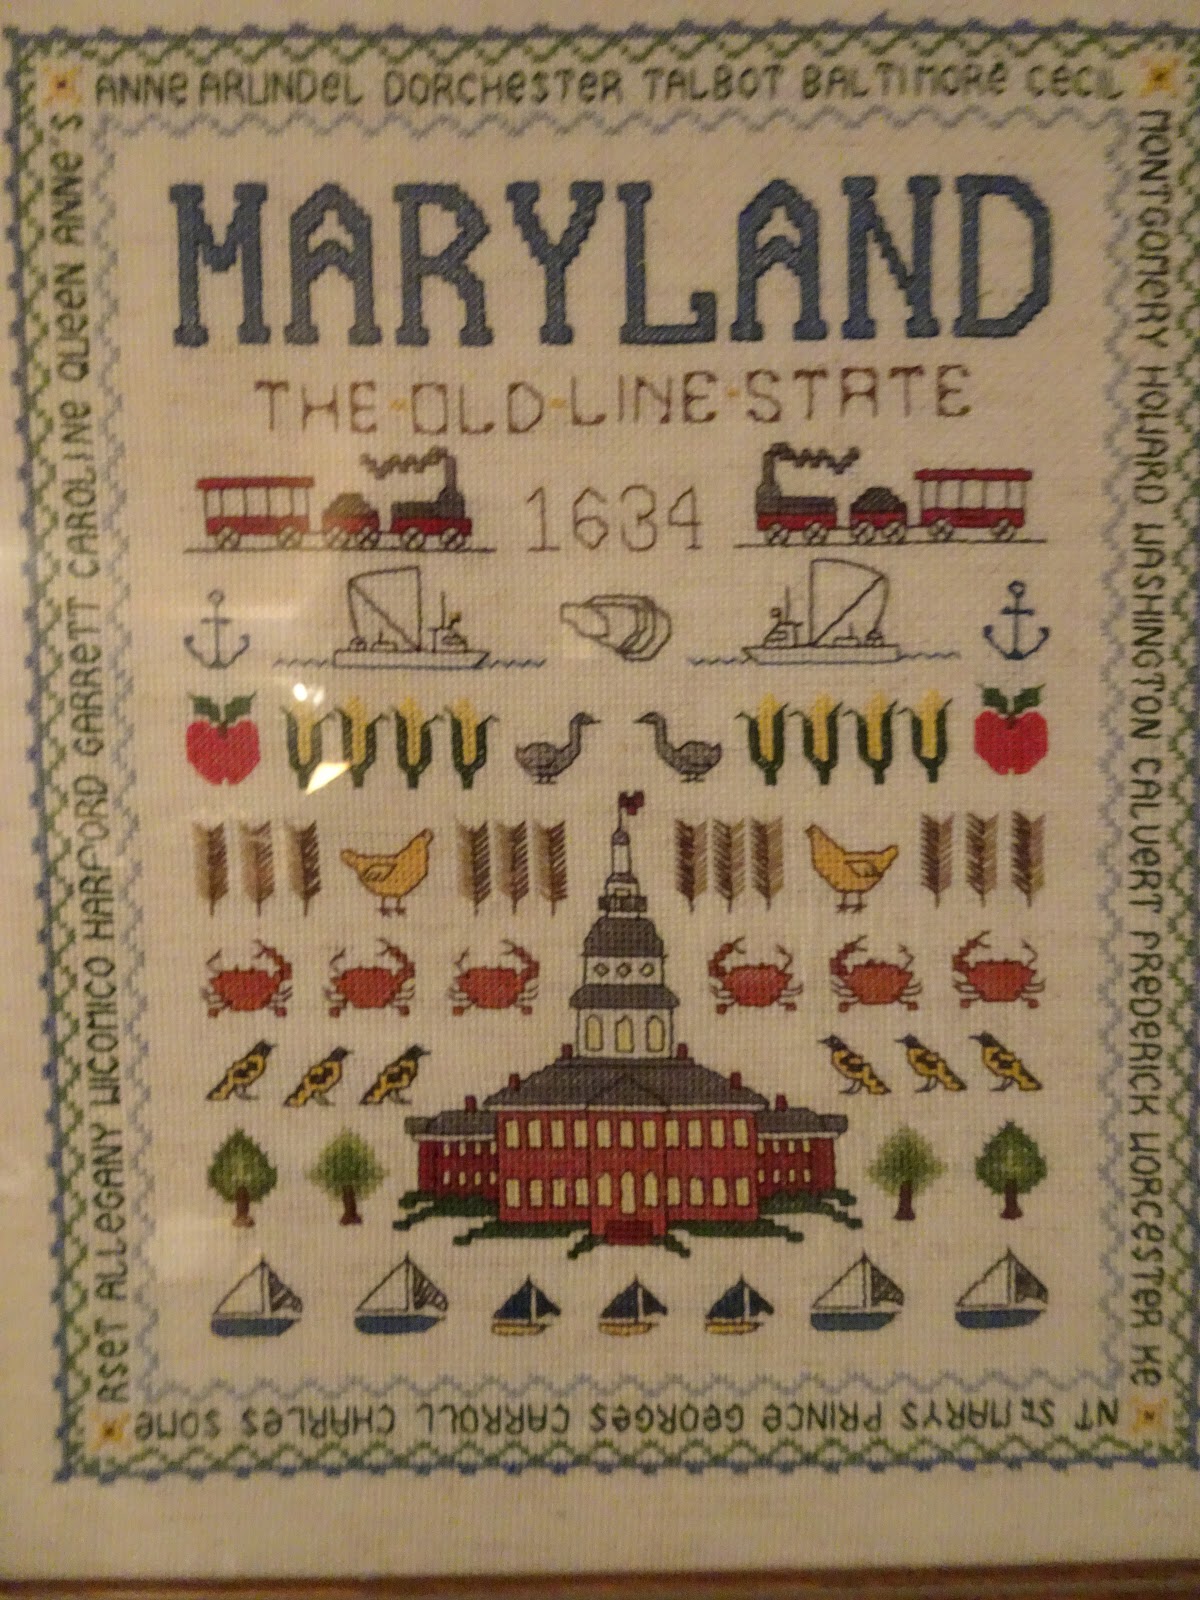 ANNe ARUNDeL DORCHeSTeR TALBOT BALTIMORe CeCIL
MONTGOMeRY HOWARD WASHINGTON CALVeRT FREDeRICK WORCeSTeR Ke
NT ST. MARYS PRINCe GeORGeS CARROLL CHARLeS SOMe
RSeT ALLeGANY WICOMICO HARFORD GARReTT CAROLINe QUeeN ANNe'S
MARYLAND
THE·OLD·LINE·STATE
1634